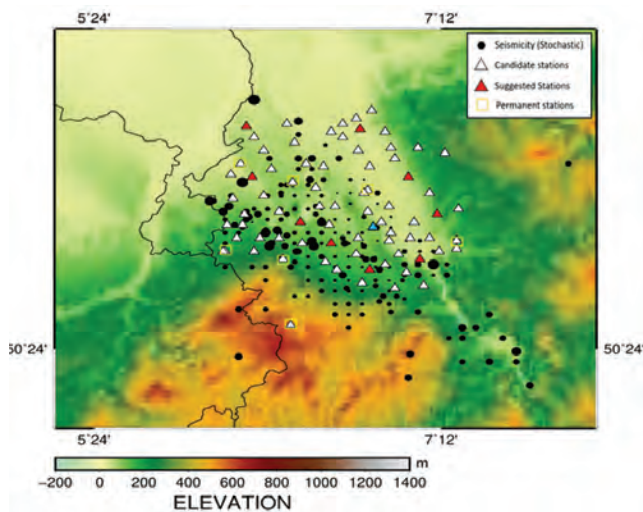 5˚24' 7˚12'
Seismicity (Stochastic)
Candidate stations
Suggested Stations
Permanent stations
50˚24' 50˚24'
5˚24' 7˚12'
m
−200 0 200 400 600 800 1000 1200 1400
ELEVATION